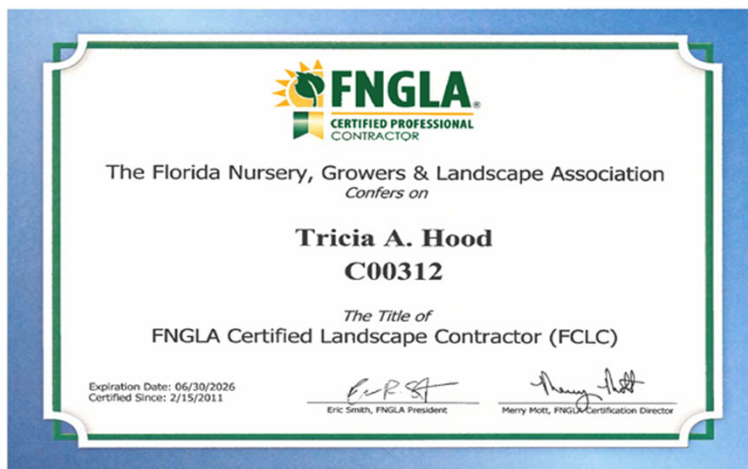 FNGLA®
CERTIFIED PROFESSIONAL
CONTRACTOR
The Florida Nursery, Growers & Landscape Association
Confers on
Tricia A. Hood
C00312
The Title of
FNGLA Certified Landscape Contractor (FCLC)
Expiration Date: 06/30/2026
Certified Since: 2/15/2011
Eric Smith, FNGLA President
Merry Mott, FNGLA Certification Director